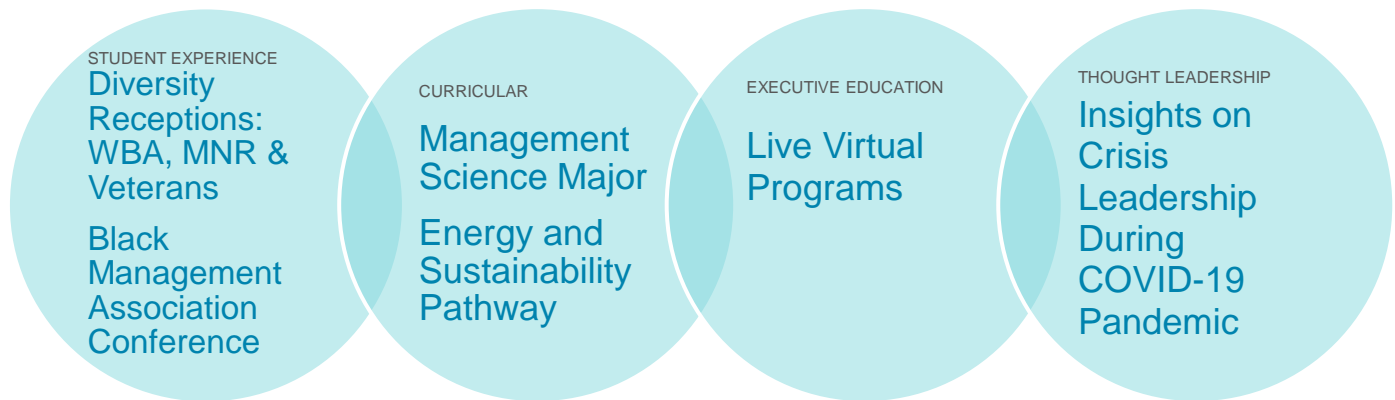 STUDENT EXPERIENCE
Diversity
Receptions:
WBA, MNR &
Veterans
Black
Management
Association
Conference
CURRICULAR
Management
Science Major
Energy and
Sustainability
Pathway
EXECUTIVE EDUCATION
Live Virtual
Programs
THOUGHT LEADERSHIP
Insights on
Crisis
Leadership
During
COVID-19
Pandemic